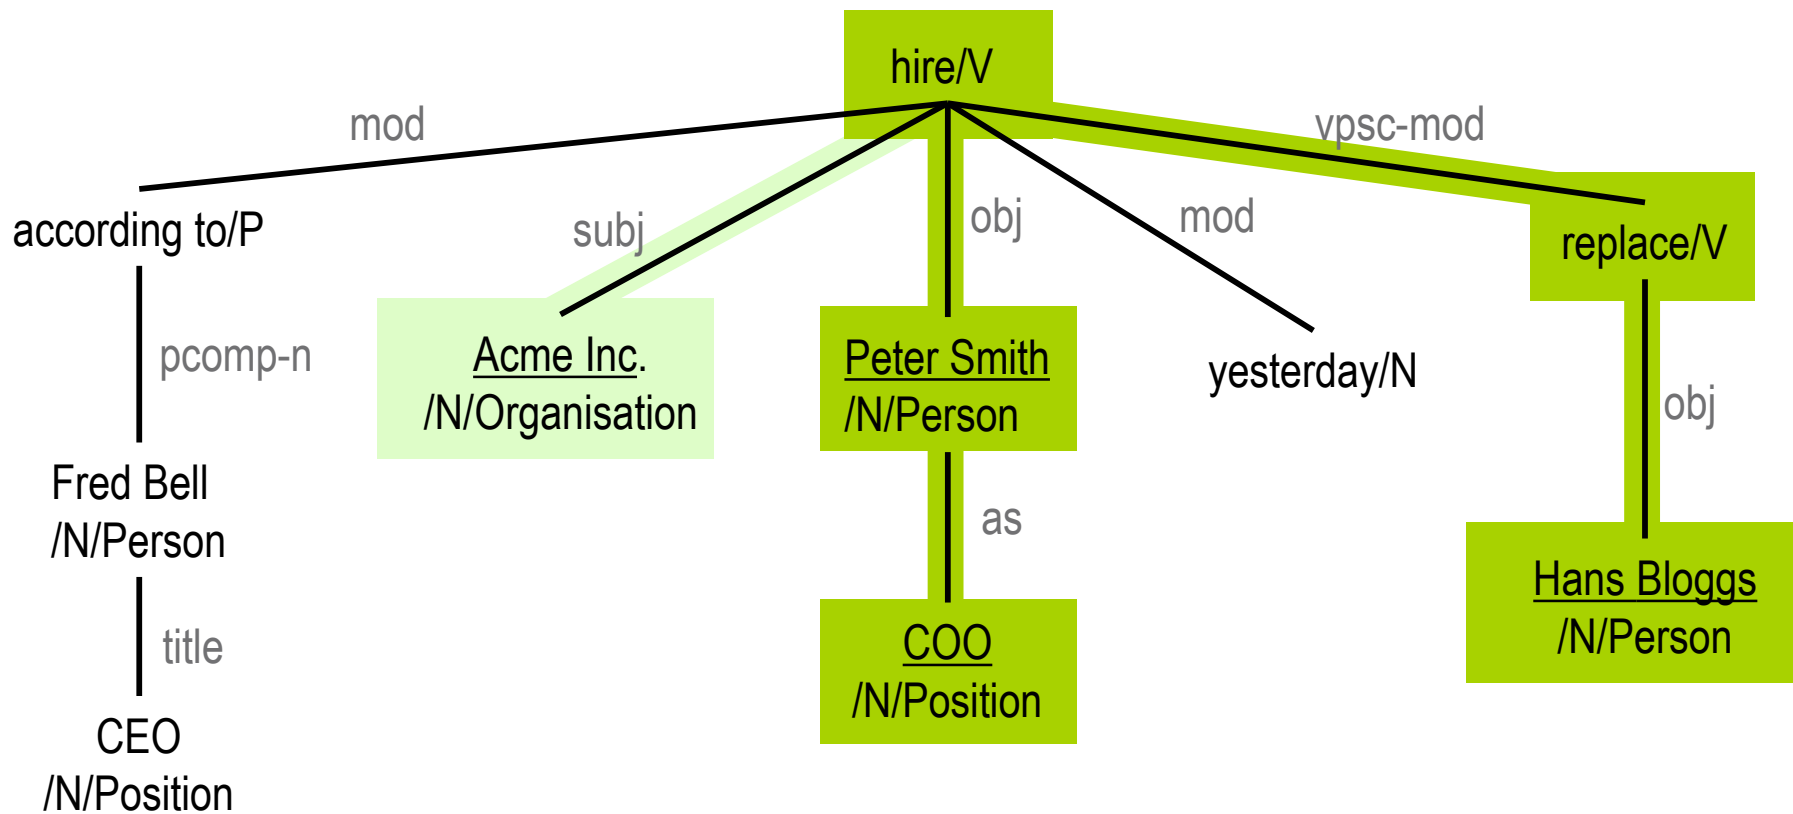 hire/V
mod
vpsc-mod
according to/P
subj
obj
mod
replace/V
pcomp-n
Acme Inc.
/N/Organisation
Peter Smith
/N/Person
yesterday/N
obj
Fred Bell
/N/Person
as
Hans Bloggs
/N/Person
title
COO
/N/Position
CEO
/N/Position